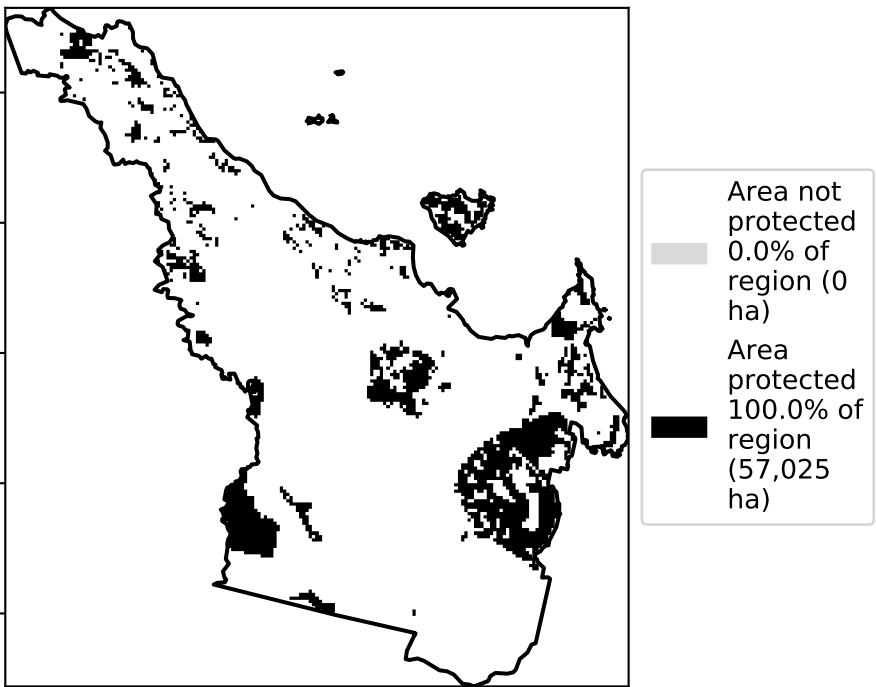 Area not
protected
0.0% of
region (0
ha)
Area
protected
100.0% of
region
(57,025
ha)